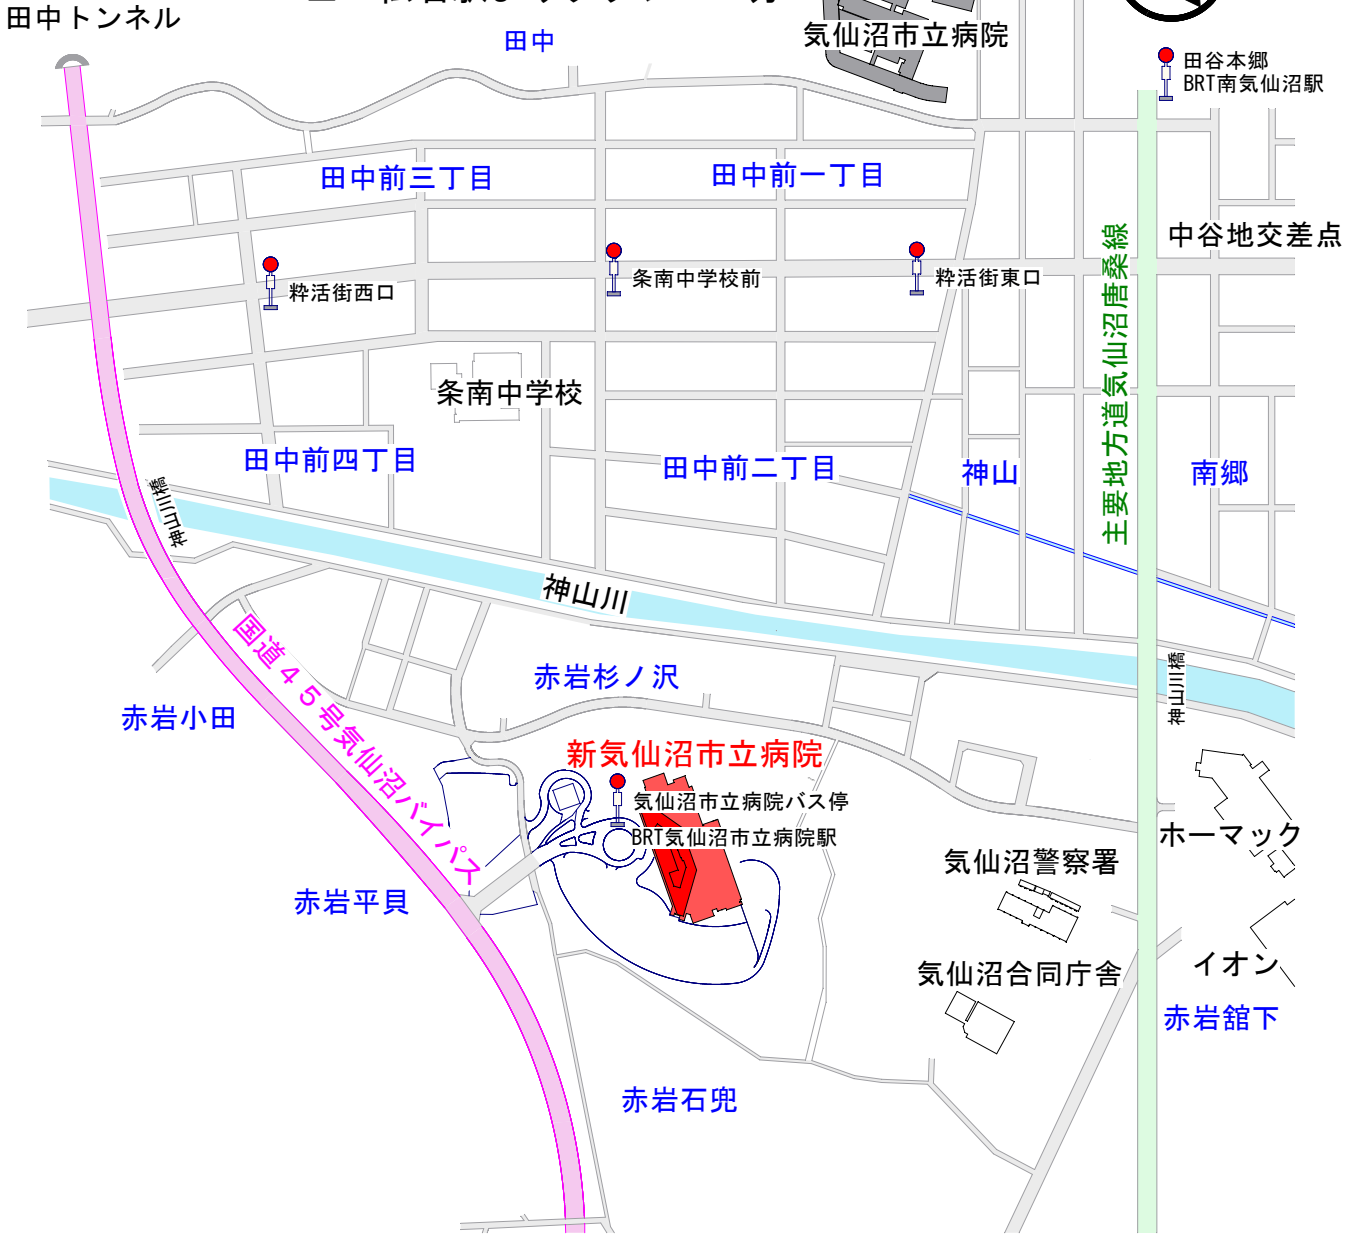 田中トンネル
田中
気仙沼市立病院
田谷本郷
BRT南気仙沼駅
田中前三丁目
田中前一丁目
中谷地交差点
粋活街西口
条南中学校前
粋活街東口
主要地方道気仙沼唐桑線
条南中学校
田中前四丁目
田中前二丁目
神山
南郷
神山川橋
神山川
国道45号気仙沼バイパス
赤岩杉ノ沢
神山川橋
赤岩小田
新気仙沼市立病院
気仙沼市立病院バス停
BRT気仙沼市立病院駅
ホーマック
気仙沼警察署
赤岩平貝
イオン
気仙沼合同庁舎
赤岩舘下
赤岩石兜